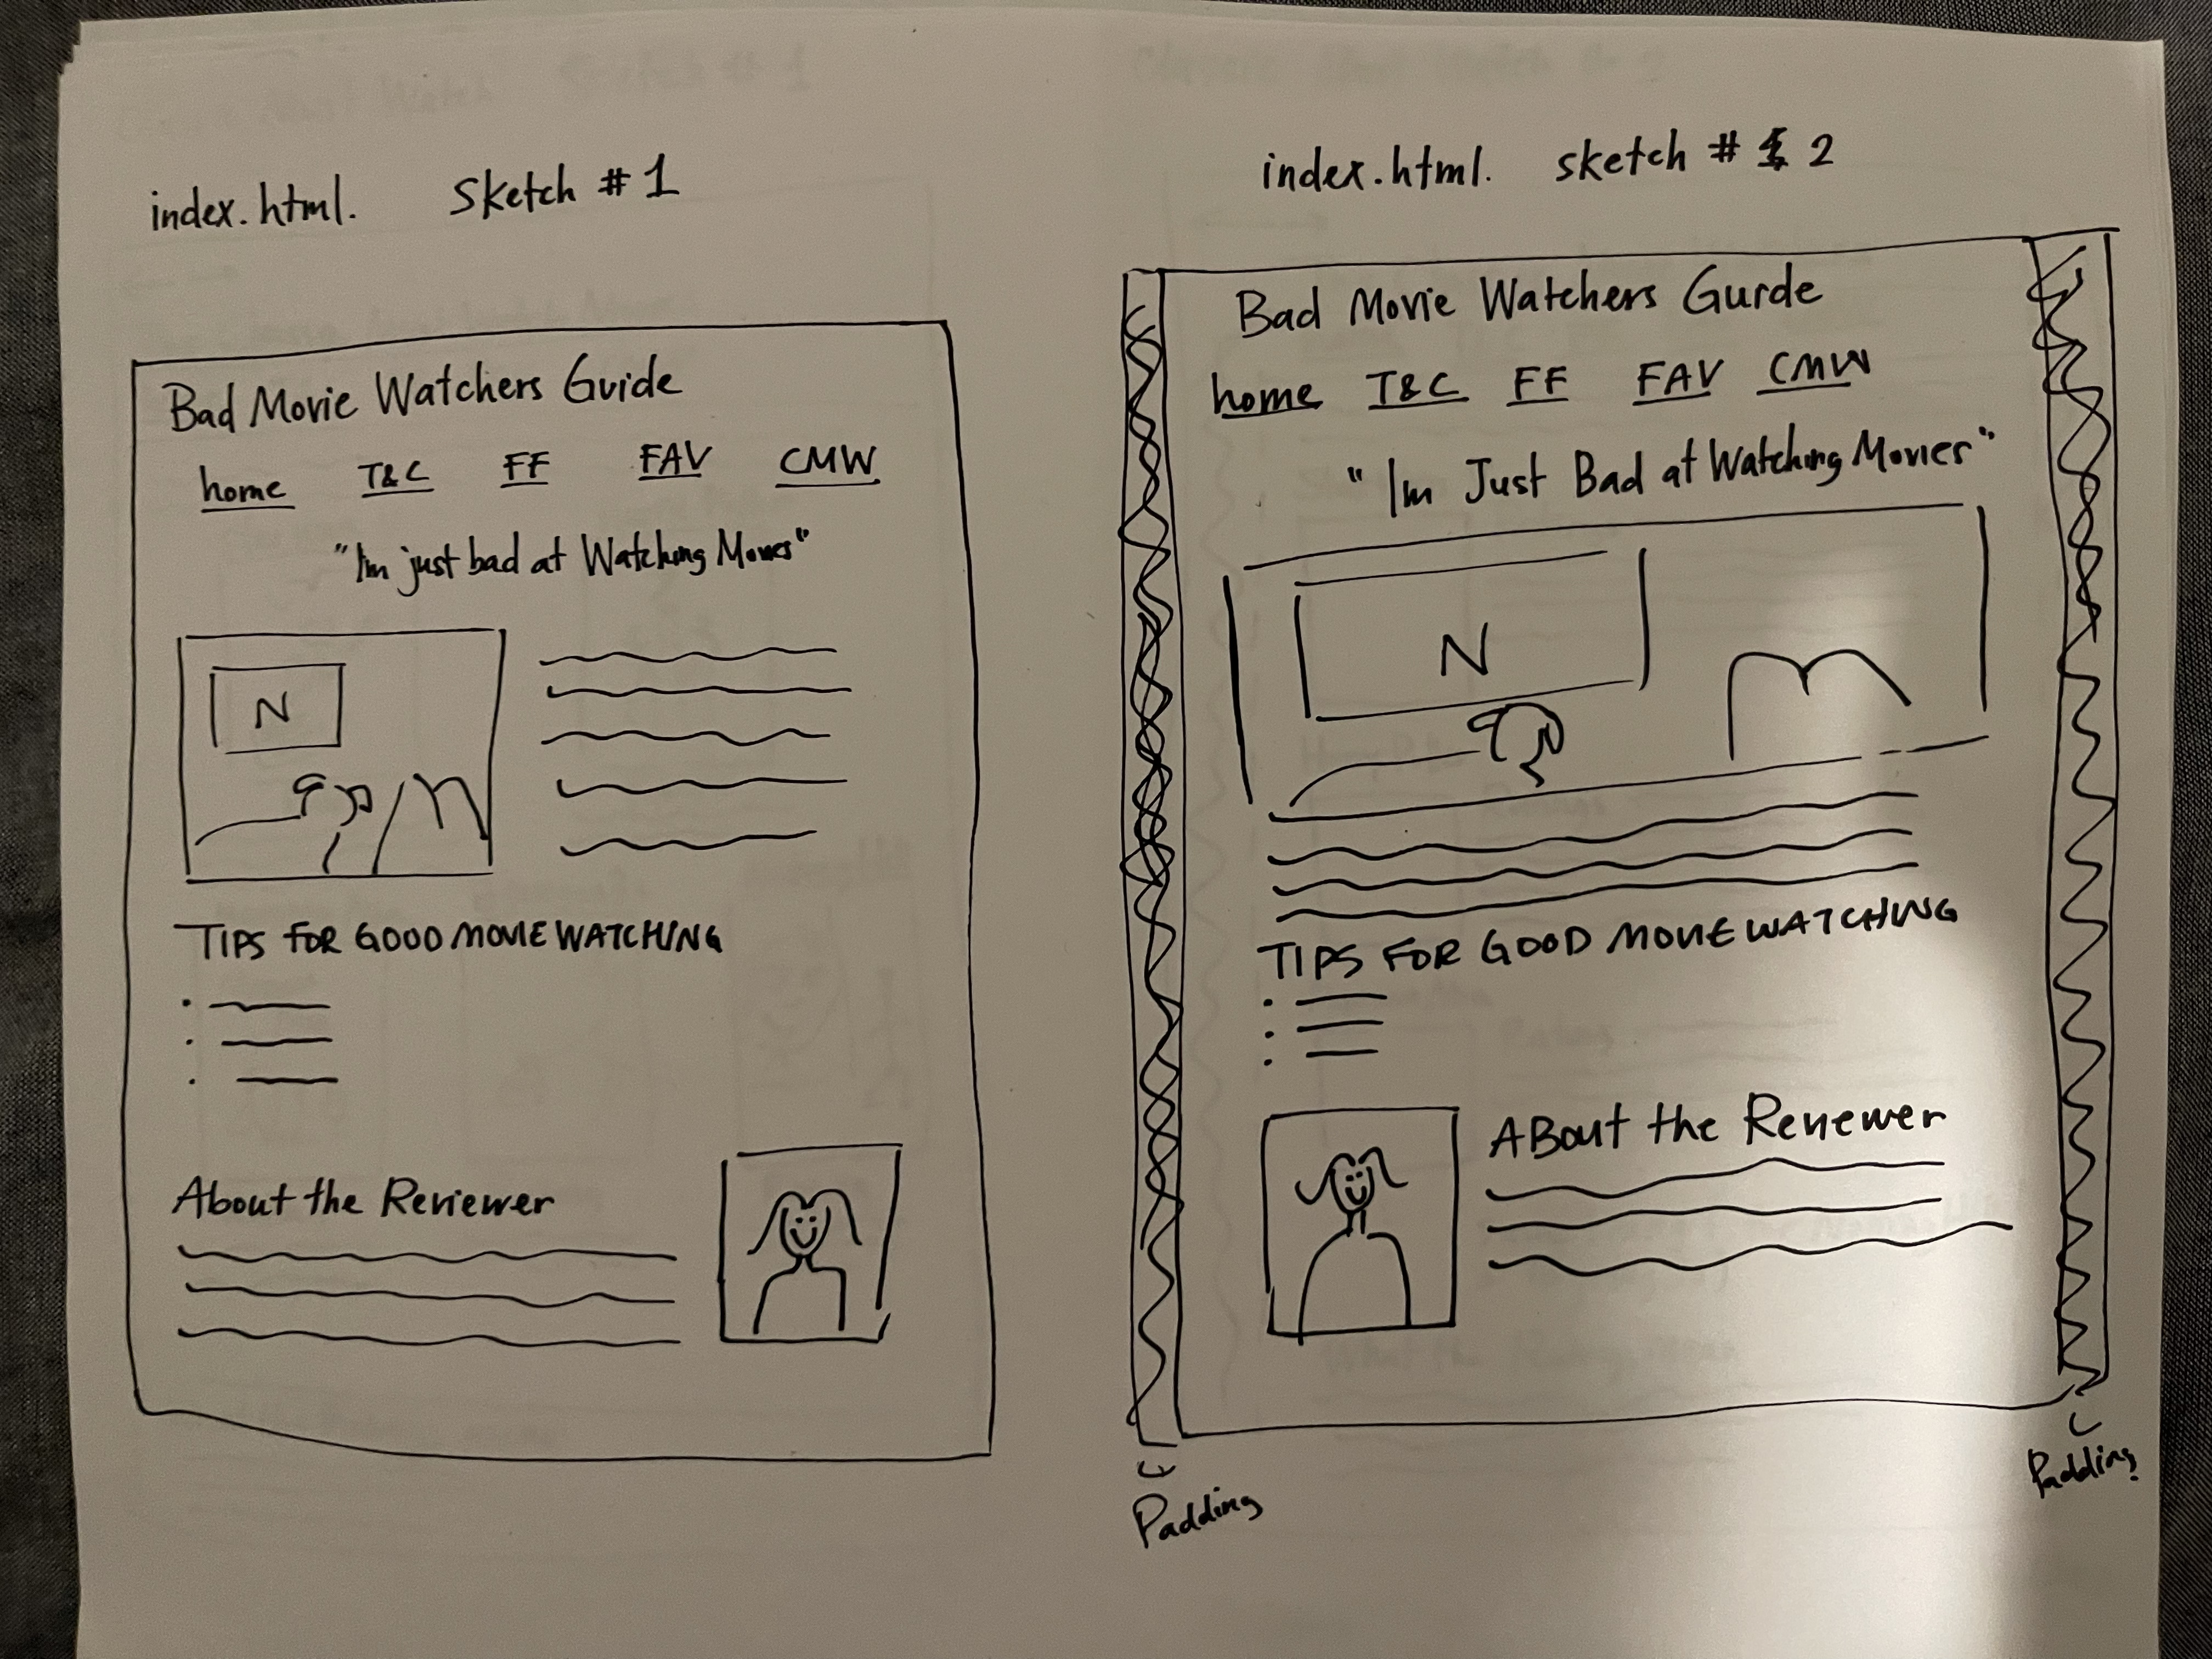 index.html. Sketch #1
Bad Movie Watchers Guide
home T&C FF FAV CMW
"Im just bad at Watching Moves"
N
TIPS FOR GOOD MOVIE WATCHING
About the Reviewer
index.html. sketch # 2
Bad Movie Watchers Gurde
home T&C FF FAV CMW
"Im Just Bad at Watching Movies"
N
TIPS FOR GOOD MOVIE WATCHING
ABout the Reviewer
Padding
Padding